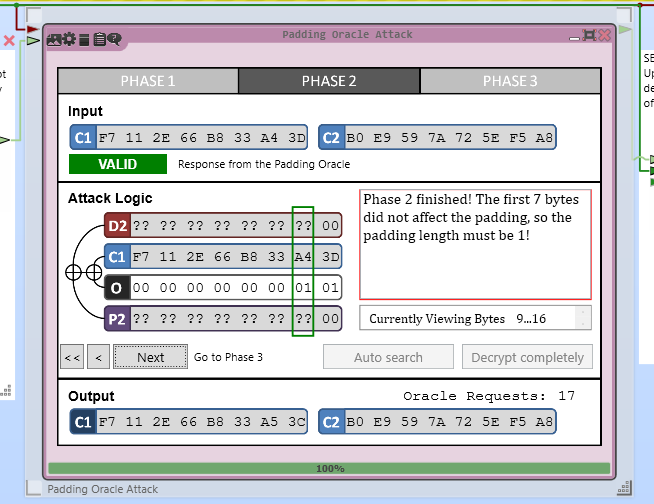 Padding Oracle Attack
PHASE 1 PHASE 2 PHASE 3
Input
C1 F7 11 2E 66 B8 33 A4 3D C2 B0 E9 59 7A 72 5E F5 A8
VALID Response from the Padding Oracle
Attack Logic
D2 ?? ?? ?? ?? ?? ?? ?? 00
C1 F7 11 2E 66 B8 33 A4 3D
O 00 00 00 00 00 00 01 01
P2 ?? ?? ?? ?? ?? ?? ?? 00
Phase 2 finished! The first 7 bytes
did not affect the padding, so the
padding length must be 1!
Currently Viewing Bytes 9...16
<< < Next Go to Phase 3 Auto search Decrypt completely
Output Oracle Requests: 17
C1 F7 11 2E 66 B8 33 A5 3C C2 B0 E9 59 7A 72 5E F5 A8
100%
Padding Oracle Attack
SE
Up
de
of
pt